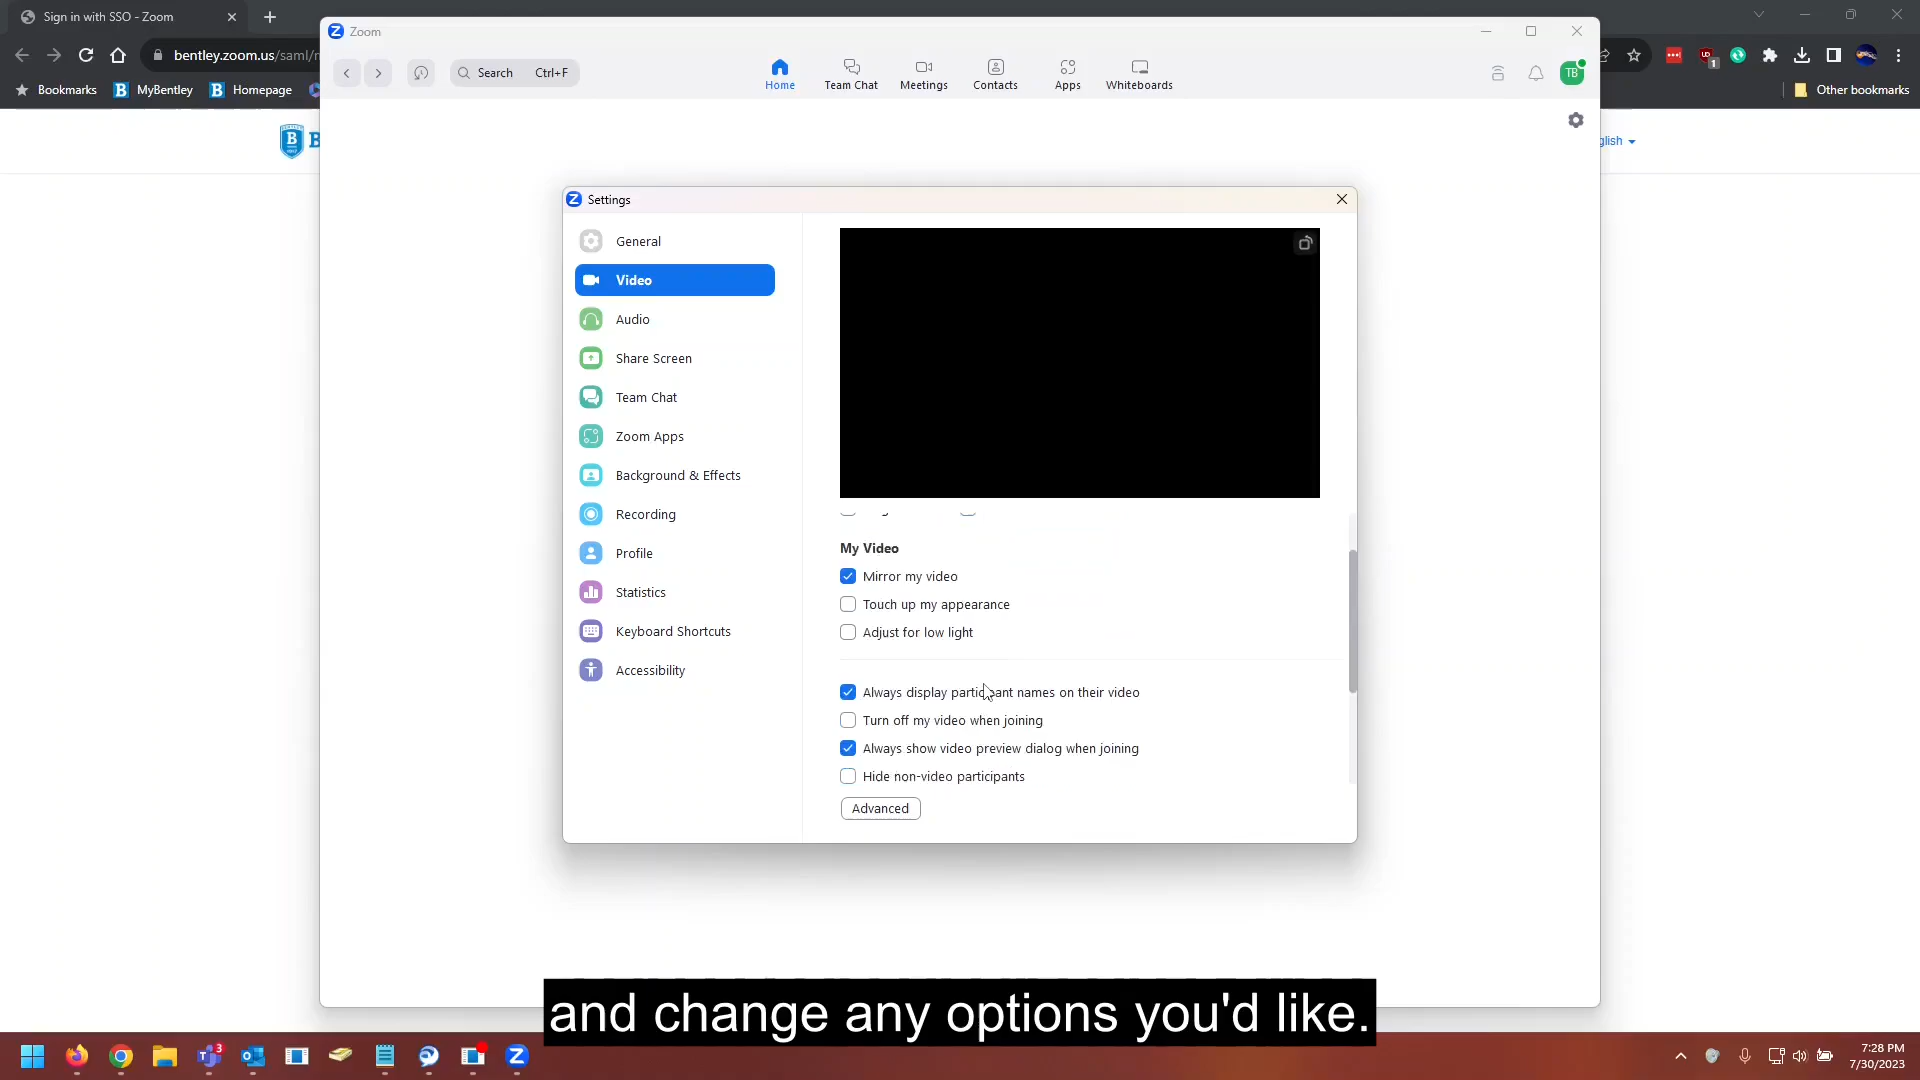 Sign in with SSO - Zoom
bentley.zoom.us/saml/
Bookmarks
B MyBentley
B Homepage
Other bookmarks
B
glish
Zoom
Search Ctrl+F
Home
Team Chat
Meetings
Contacts
Apps
Whiteboards
TB
UD
1
Settings
General
Video
Audio
Share Screen
Team Chat
Zoom Apps
Background & Effects
Recording
Profile
Statistics
Keyboard Shortcuts
Accessibility
My Video
Mirror my video
Touch up my appearance
Adjust for low light
Always display participant names on their video
Turn off my video when joining
Always show video preview dialog when joining
Hide non-video participants
Advanced
and change any options you'd like.
3
7:28 PM
7/30/2023